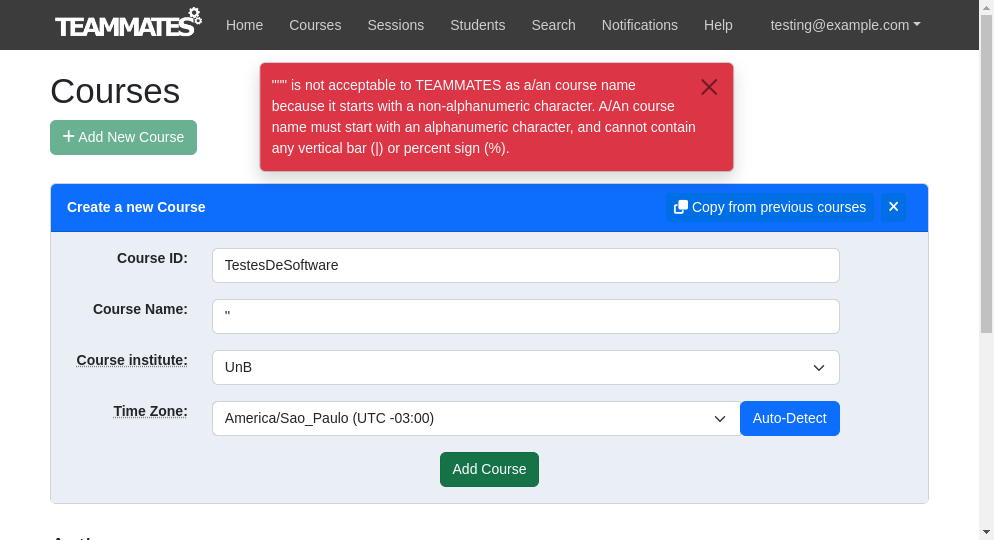 TEAMMATES Home Courses Sessions Students Search Notifications Help testing@example.com
Courses
Add New Course
""" is not acceptable to TEAMMATES as a/an course name
because it starts with a non-alphanumeric character. A/An course
name must start with an alphanumeric character, and cannot contain
any vertical bar (|) or percent sign (%).
Create a new Course Copy from previous courses
Course ID: TestesDeSoftware
Course Name: "
Course institute: UnB
Time Zone: America/Sao_Paulo (UTC -03:00) Auto-Detect
Add Course